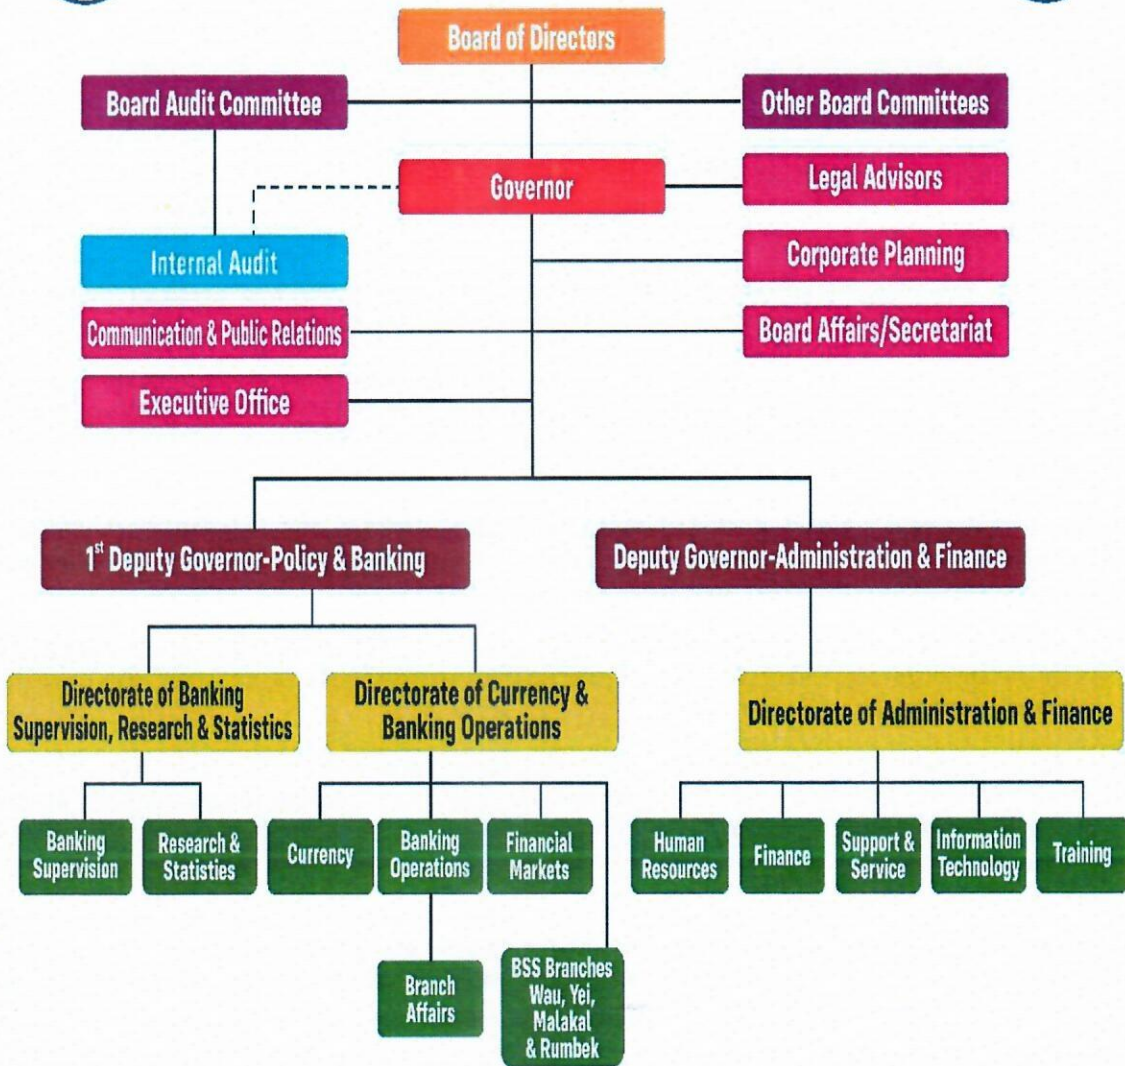 Board of Directors
Board Audit Committee
Other Board Committees
Governor
Legal Advisors
Internal Audit
Corporate Planning
Communication & Public Relations
Board Affairs/Secretariat
Executive Office
1st Deputy Governor-Policy & Banking
Deputy Governor-Administration & Finance
Directorate of Banking
Supervision, Research & Statistics
Directorate of Currency &
Banking Operations
Directorate of Administration & Finance
Banking
Supervision
Research &
Statisties
Currency
Banking
Operations
Financial
Markets
Human
Resources
Finance
Support &
Service
Information
Technology
Training
Branch
Affairs
BSS Branches
Wau, Yei,
Malakal
& Rumbek